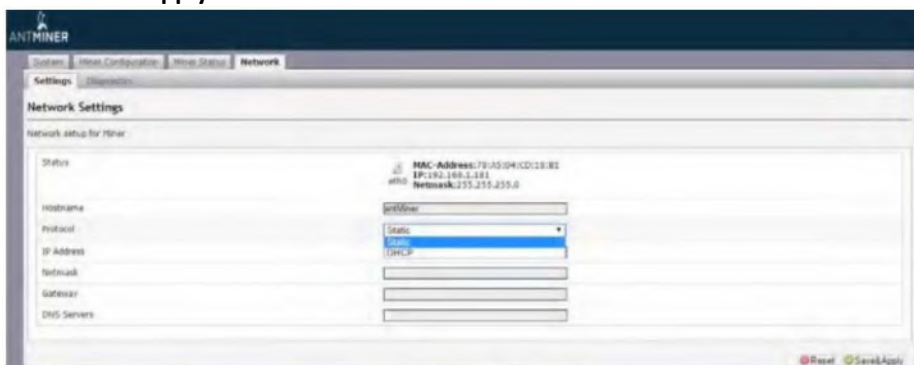 ANTMINER
System Miner Configuration Miner Status Network
Settings Diagnostics
Network Settings
Network setup for Miner
Status
eth0
MAC-Address:
IP:192.168.1.101
Netmask:255.255.255.0
Hostname antMiner
Protocol Static
Static
IP Address DHCP
Netmask
Gateway
DNS Servers
Reset Save&Apply